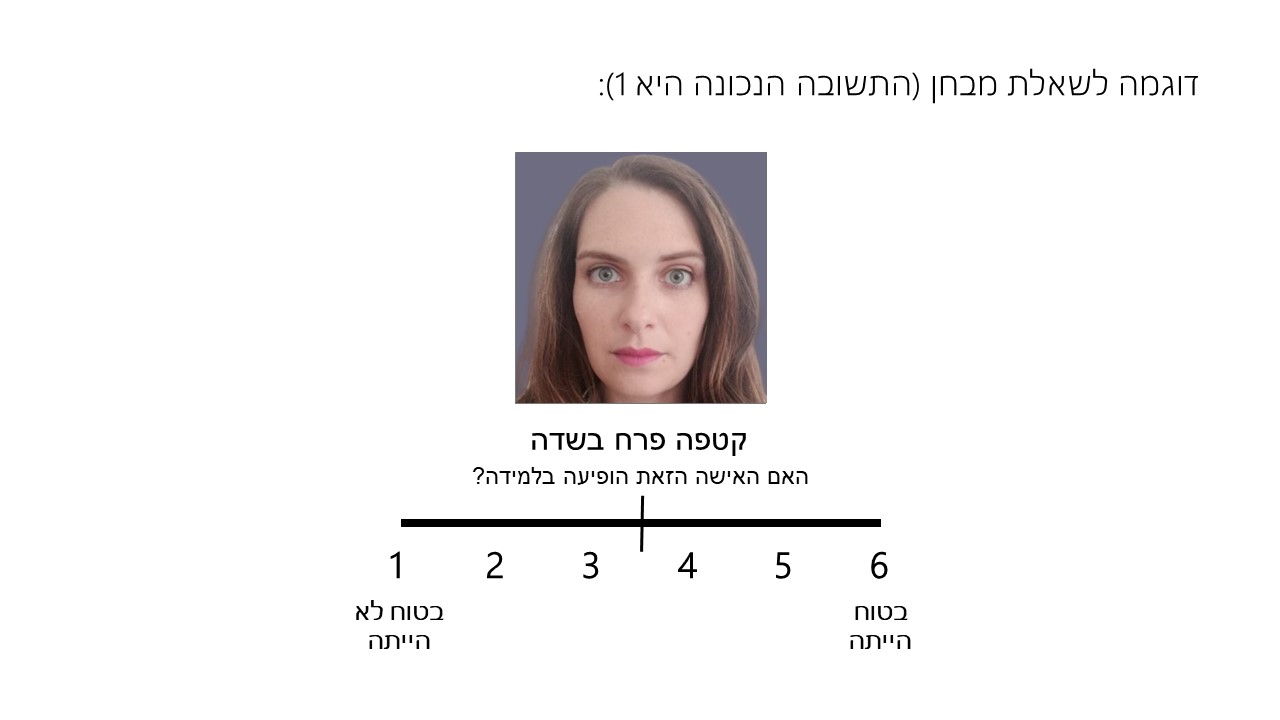 דוגמה לשאלת מבחן (התשובה הנכונה היא 1):
קטפה פרח בשדה
האם האישה הזאת הופיעה בלמידה?
1 2 3 4 5 6
בטוח לא הייתה
בטוח הייתה